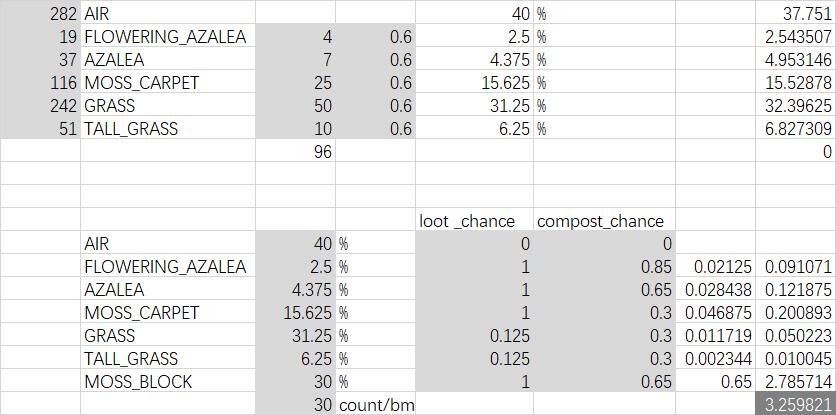 282 AIR 40 % 37.751
19 FLOWERING_AZALEA 4 0.6 2.5 % 2.543507
37 AZALEA 7 0.6 4.375 % 4.953146
116 MOSS_CARPET 25 0.6 15.625 % 15.52878
242 GRASS 50 0.6 31.25 % 32.39625
51 TALL_GRASS 10 0.6 6.25 % 6.827309
96 0
loot _chance compost_chance
AIR 40 % 0 0
FLOWERING_AZALEA 2.5 % 1 0.85 0.02125 0.091071
AZALEA 4.375 % 1 0.65 0.028438 0.121875
MOSS_CARPET 15.625 % 1 0.3 0.046875 0.200893
GRASS 31.25 % 0.125 0.3 0.011719 0.050223
TALL_GRASS 6.25 % 0.125 0.3 0.002344 0.010045
MOSS_BLOCK 30 % 1 0.65 0.65 2.785714
30 count/bm 3.259821